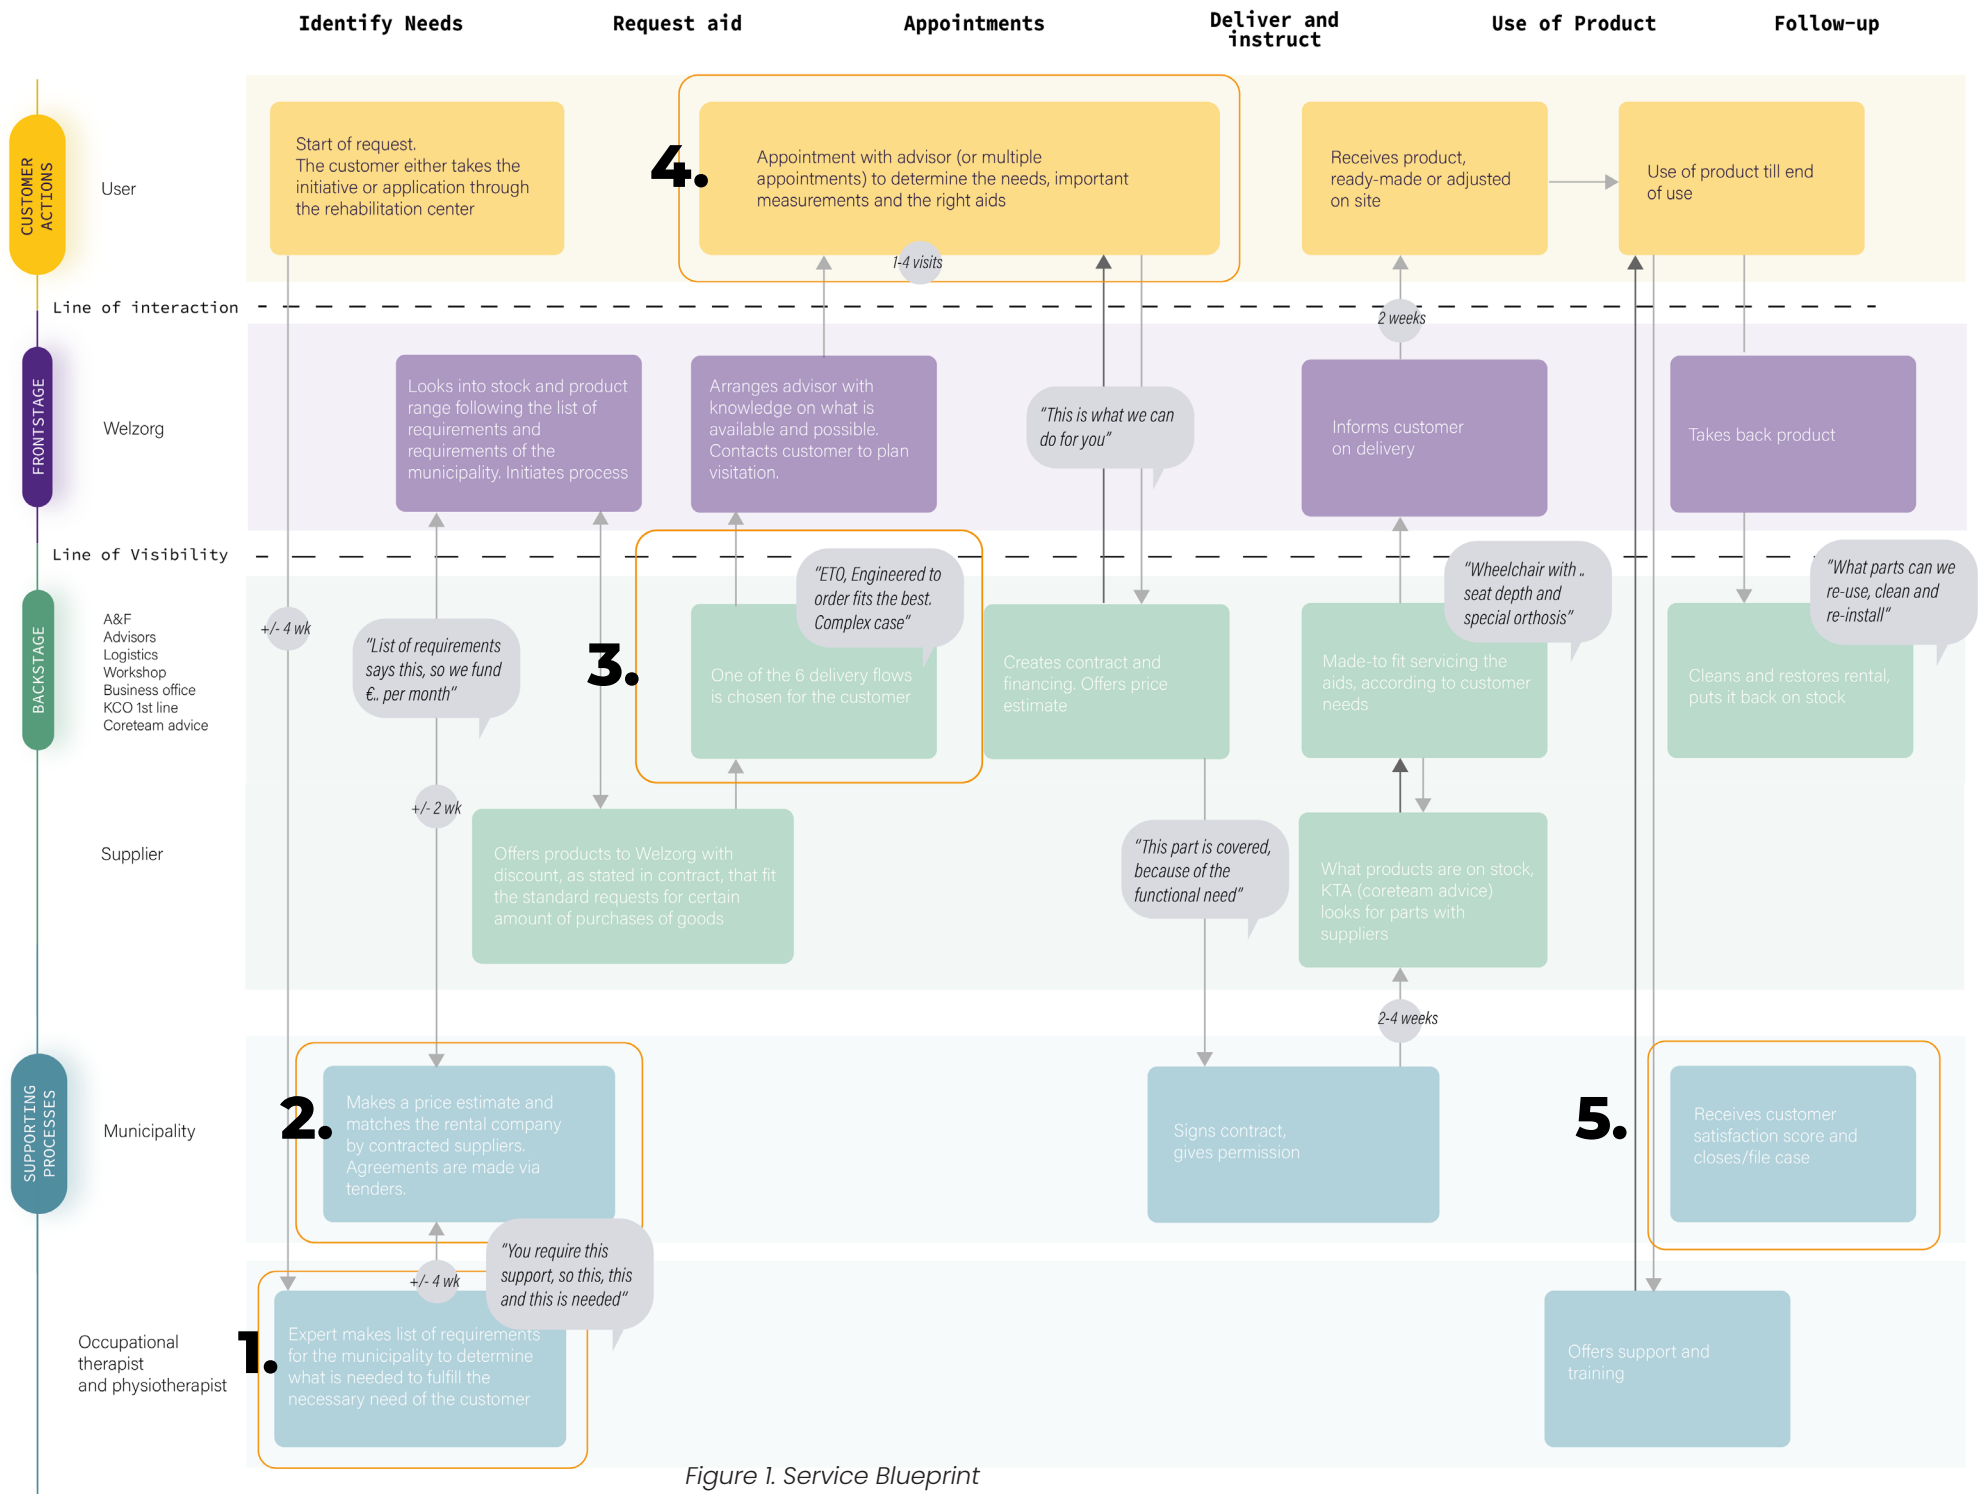 Identify Needs
Request aid
Appointments
Deliver and
instruct
Use of Product
Follow-up
CUSTOMER
ACTIONS
User
Start of request.
The customer either takes the
initiative or application through
the rehabilitation center
4.
Appointment with advisor (or multiple
appointments) to determine the needs, important
measurements and the right aids
1-4 visits
Receives product,
ready-made or adjusted
on site
Use of product till end
of use
Line of interaction
2 weeks
FRONTSTAGE
Welzorg
Looks into stock and product
range following the list of
requirements and
requirements of the
municipality. Initiates process
Arranges advisor with
knowledge on what is
available and possible.
Contacts customer to plan
visitation.
"This is what we can
do for you"
Informs customer
on delivery
Takes back product
Line of Visibility
BACKSTAGE
A&F
Advisors
Logistics
Workshop
Business office
KCO 1st line
Coreteam advice
+/- 4 wk
"List of requirements
says this, so we fund
€.. per month"
3.
"ETO, Engineered to
order fits the best.
Complex case"
One of the 6 delivery flows
is chosen for the customer
Creates contract and
financing. Offers price
estimate
"Wheelchair with ..
seat depth and
special orthosis"
Made-to fit servicing the
aids, according to customer
needs
"What parts can we
re-use, clean and
re-install"
Cleans and restores rental,
puts it back on stock
+/- 2 wk
Supplier
Offers products to Welzorg with
discount, as stated in contract, that fit
the standard requests for certain
amount of purchases of goods
"This part is covered,
because of the
functional need"
What products are on stock,
KTA (coreteam advice)
looks for parts with
suppliers
2-4 weeks
SUPPORTING
PROCESSES
Municipality
2.
Makes a price estimate and
matches the rental company
by contracted suppliers.
Agreements are made via
tenders.
Signs contract,
gives permission
5.
Receives customer
satisfaction score and
closes/file case
+/- 4 wk
"You require this
support, so this, this
and this is needed"
Occupational
therapist
and physiotherapist
1.
Expert makes list of requirements
for the municipality to determine
what is needed to fulfill the
necessary need of the customer
Offers support and
training
Figure 1. Service Blueprint